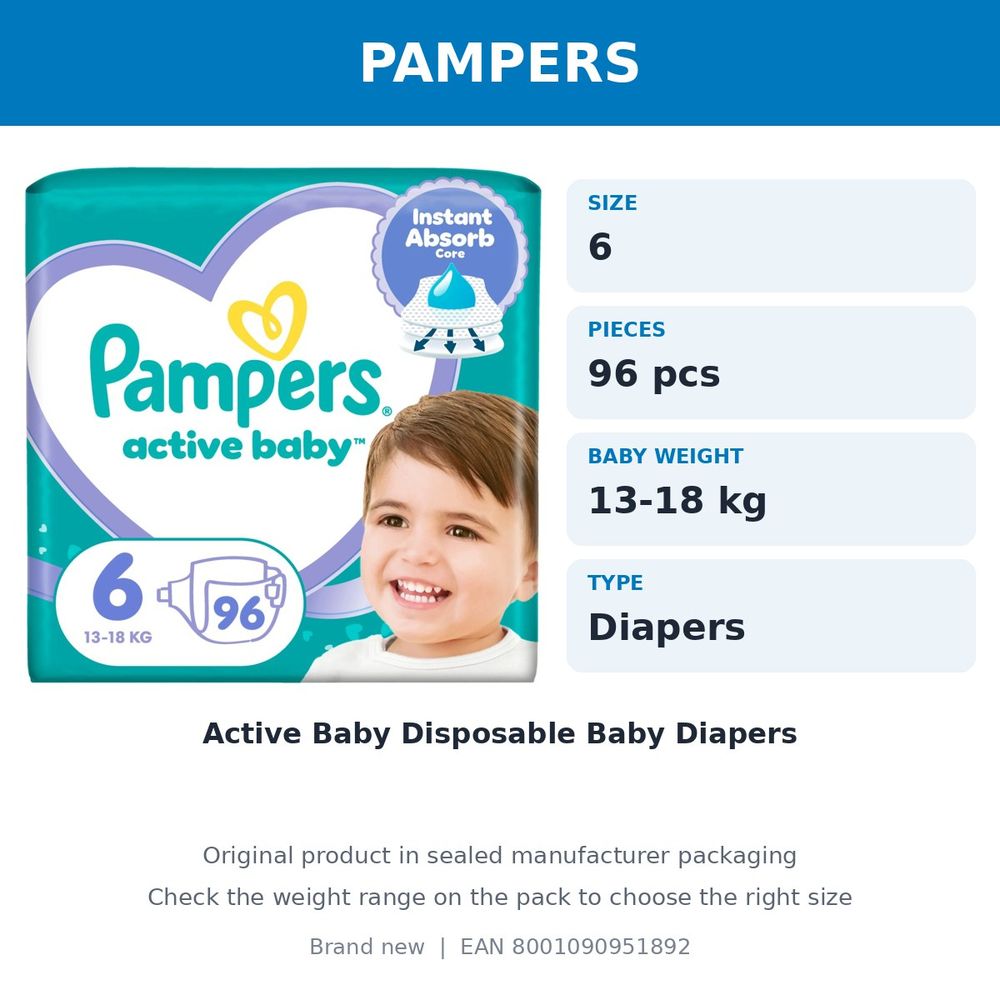 PAMPERS
Instant
Absorb
Core
Pampers®
active baby™
6
13-18 KG
96
SIZE
6
PIECES
96 pcs
BABY WEIGHT
13-18 kg
TYPE
Diapers
Active Baby Disposable Baby Diapers
Original product in sealed manufacturer packaging
Check the weight range on the pack to choose the right size
Brand new | EAN 8001090951892